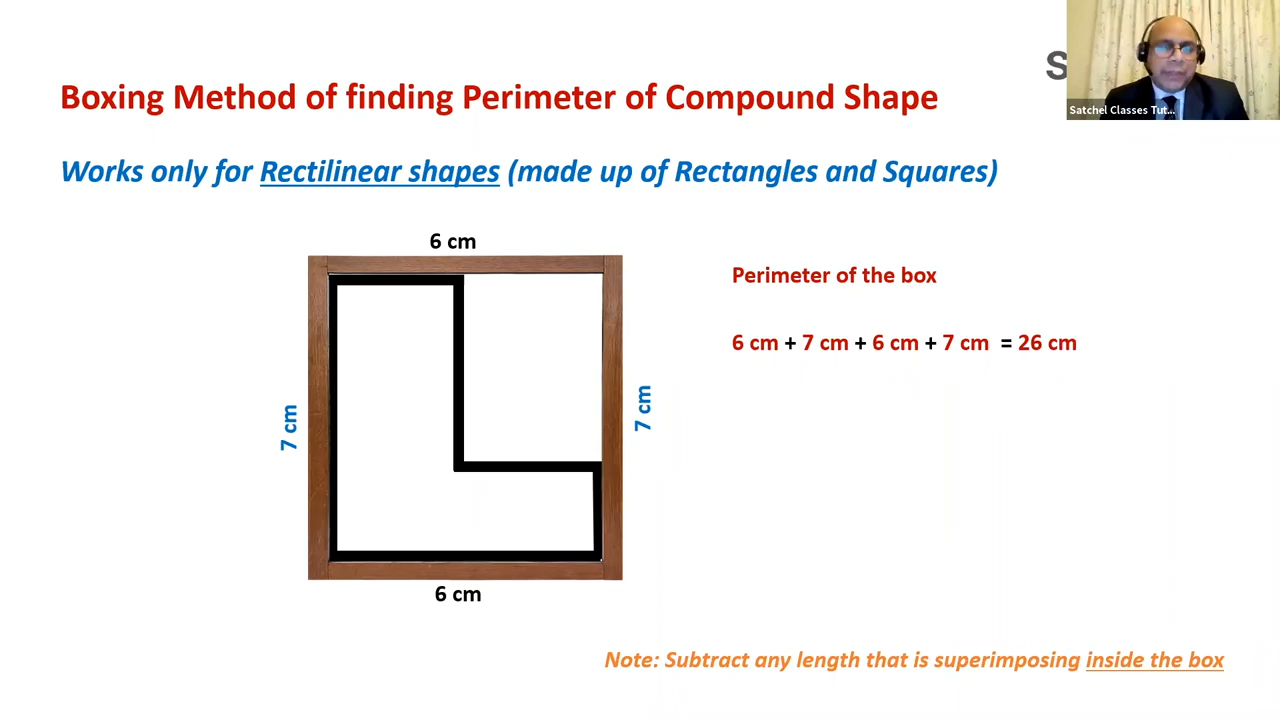 Boxing Method of finding Perimeter of Compound Shape
S
Satchel Classes Tut...
Works only for Rectilinear shapes (made up of Rectangles and Squares)
6 cm
Perimeter of the box
6 cm + 7 cm + 6 cm + 7 cm = 26 cm
7 cm
7 cm
6 cm
Note: Subtract any length that is superimposing inside the box